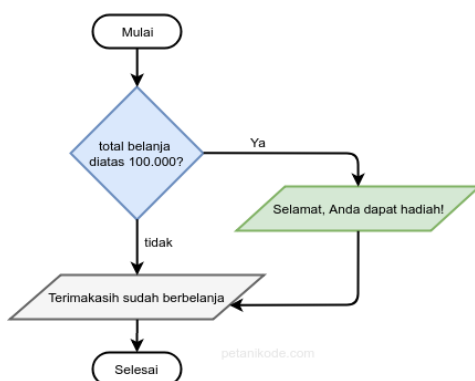 Mulai
total belanja
diatas 100.000?
Ya
Selamat, Anda dapat hadiah!
tidak
Terimakasih sudah berbelanja
petanikode.com
Selesai